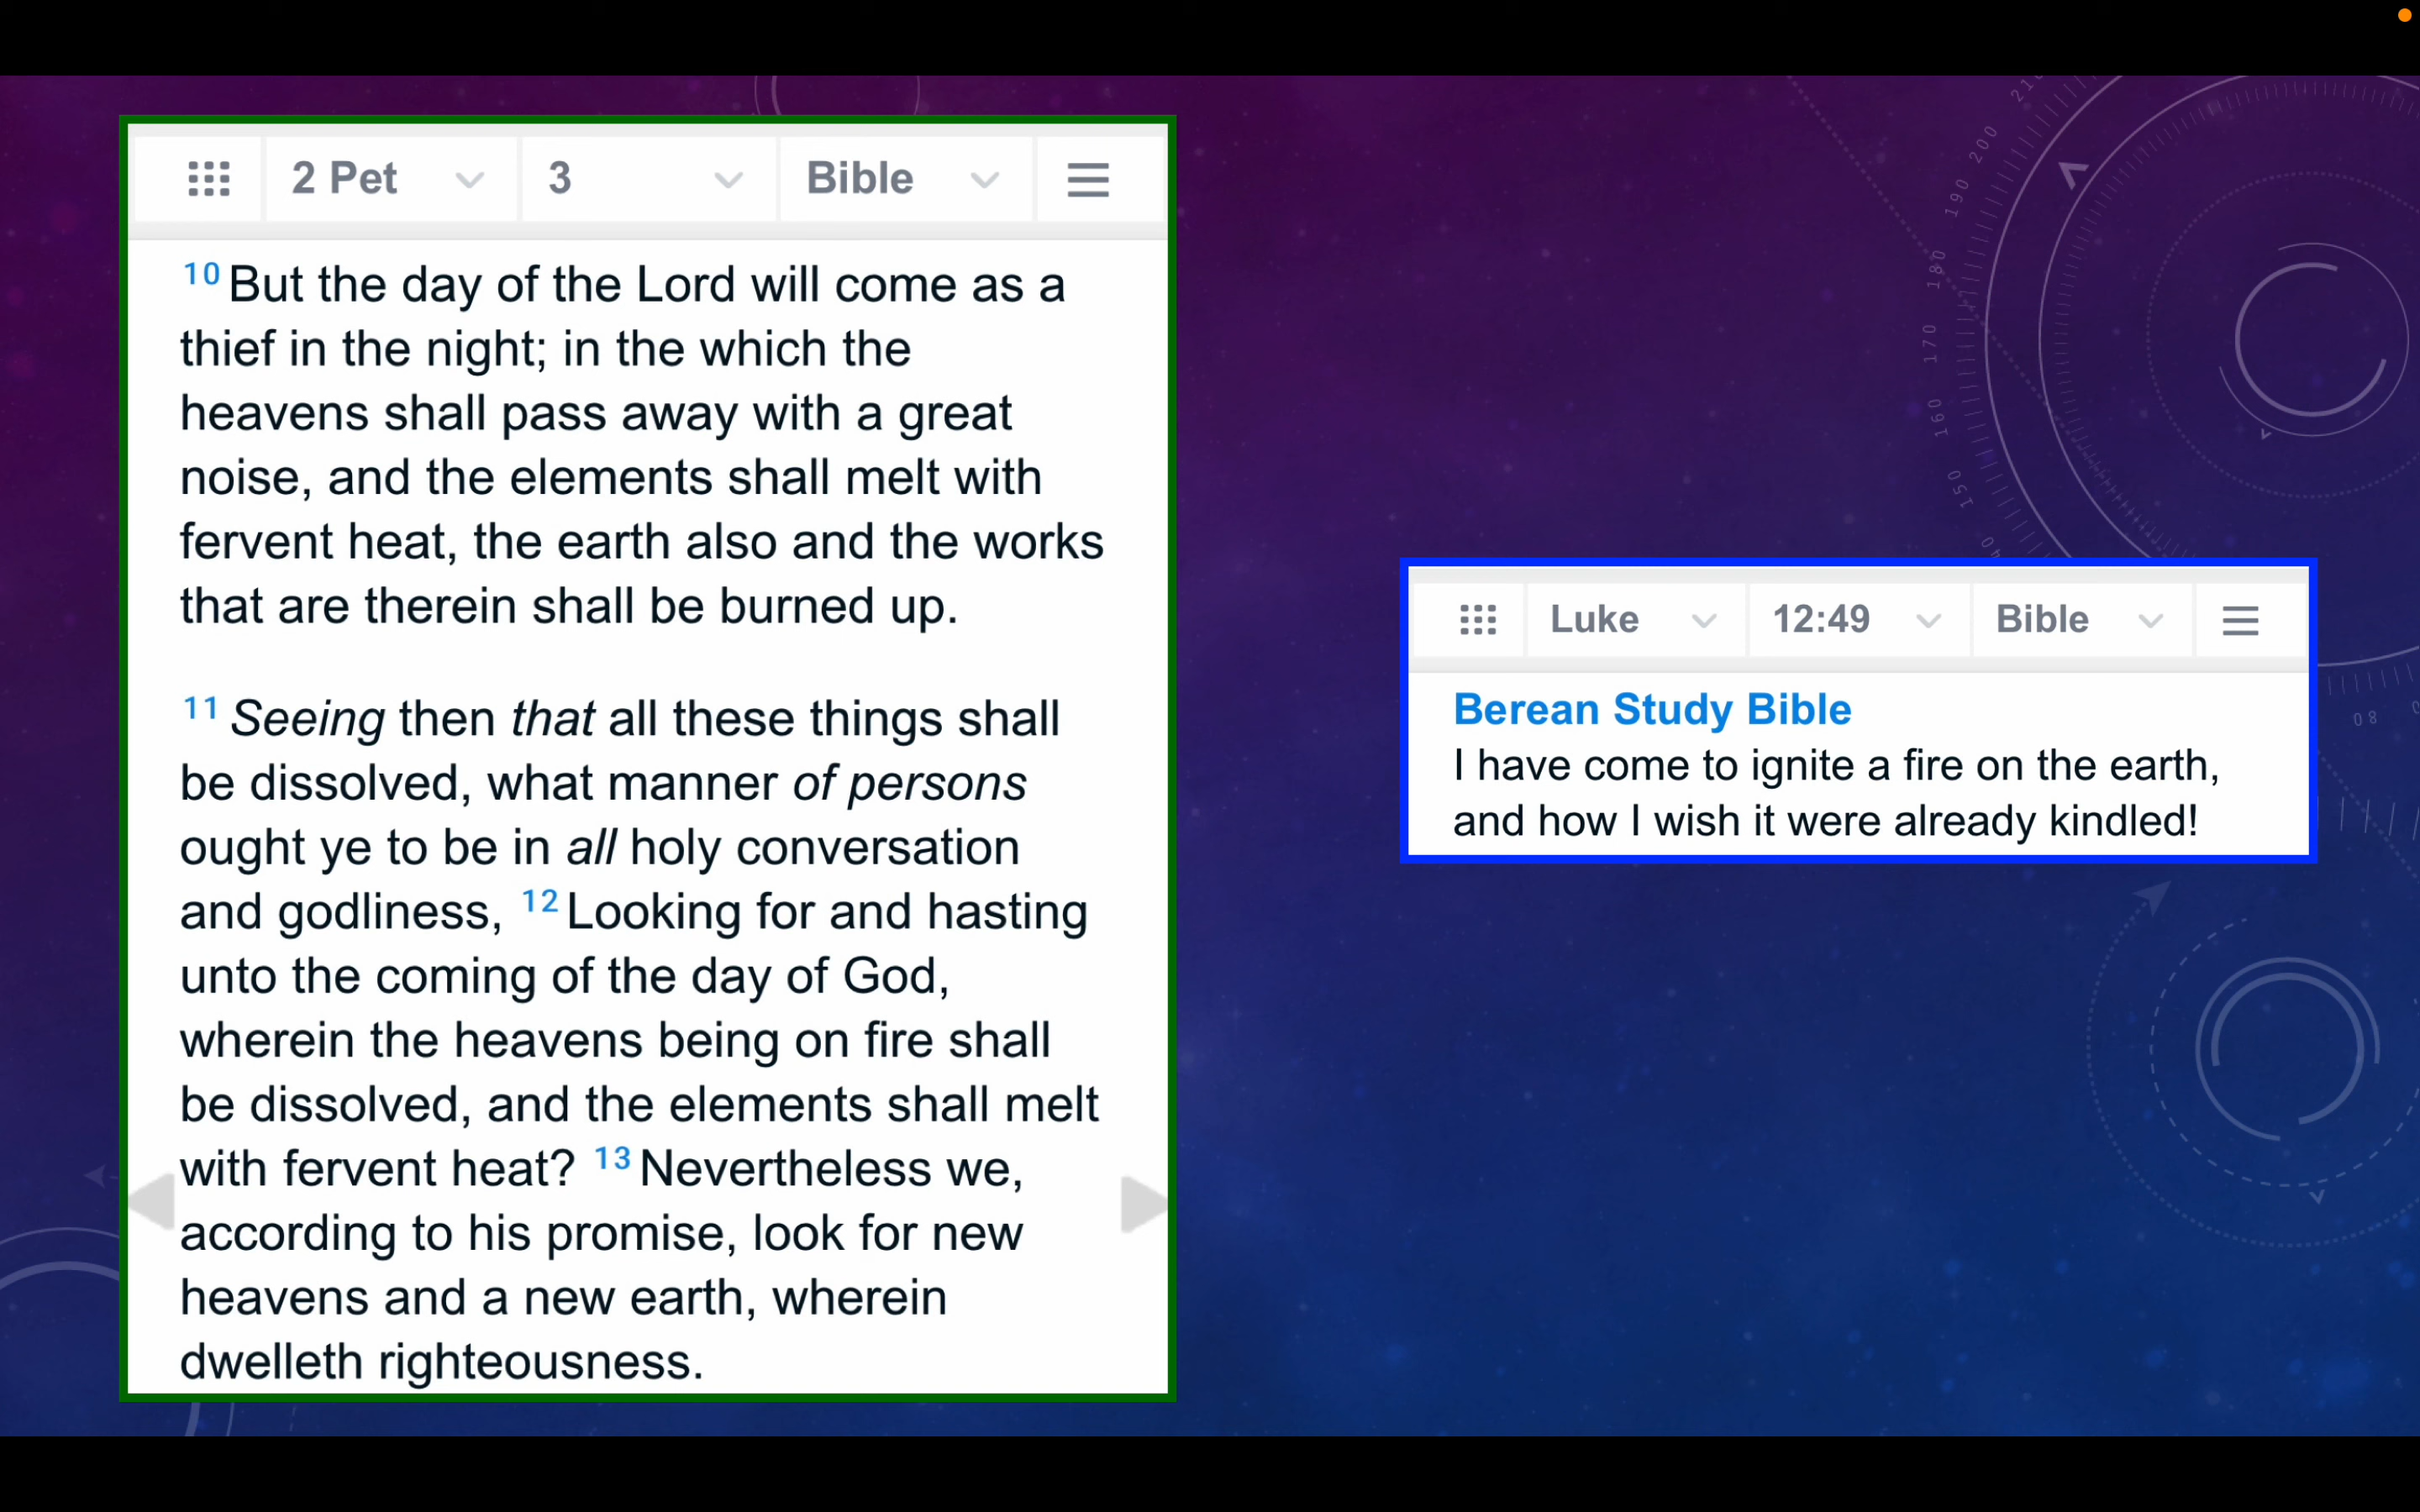 2 Pet 3 Bible
10 But the day of the Lord will come as a
thief in the night; in the which the
heavens shall pass away with a great
noise, and the elements shall melt with
fervent heat, the earth also and the works
that are therein shall be burned up.
11 Seeing then that all these things shall
be dissolved, what manner of persons
ought ye to be in all holy conversation
and godliness, 12 Looking for and hasting
unto the coming of the day of God,
wherein the heavens being on fire shall
be dissolved, and the elements shall melt
with fervent heat? 13 Nevertheless we,
according to his promise, look for new
heavens and a new earth, wherein
dwelleth righteousness.
Luke 12:49 Bible
Berean Study Bible
I have come to ignite a fire on the earth,
and how I wish it were already kindled!
200
190
180
170
160
150
80